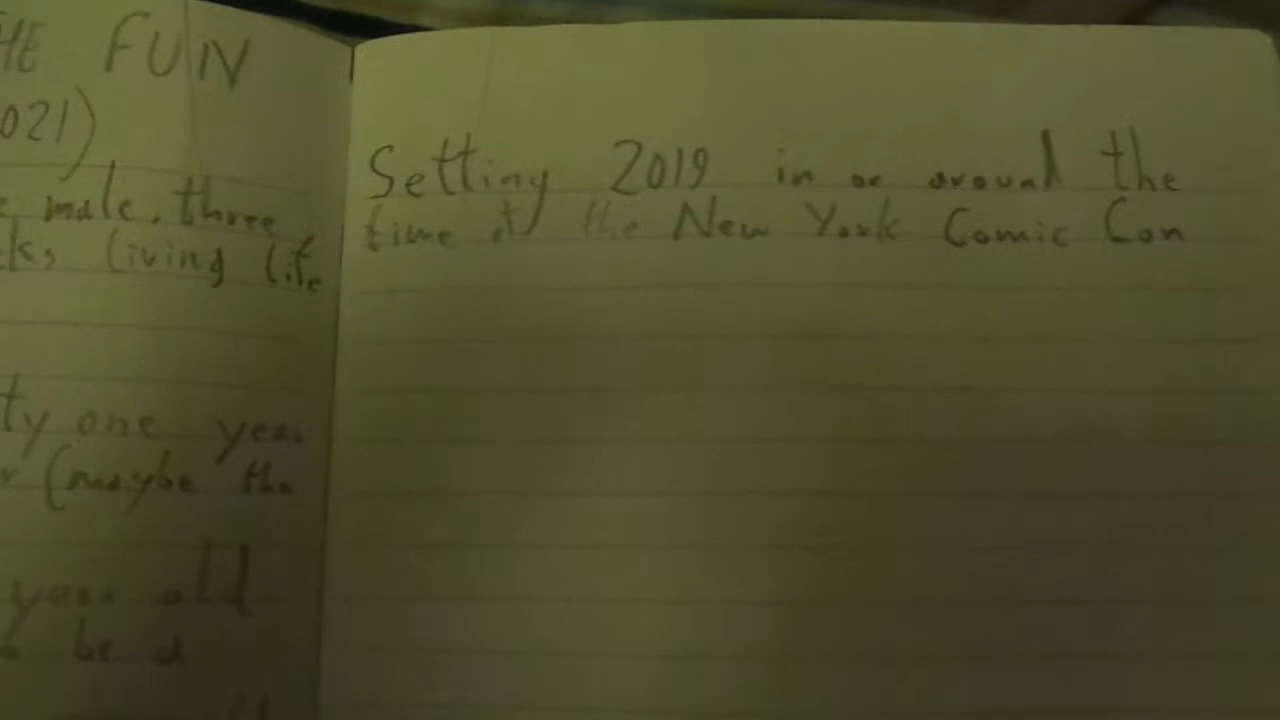 HE FUN
021)
male, three
ks living life
ty one year
(maybe the
year old
be a
Setting 2019 in or around the
time of the New York Comic Con